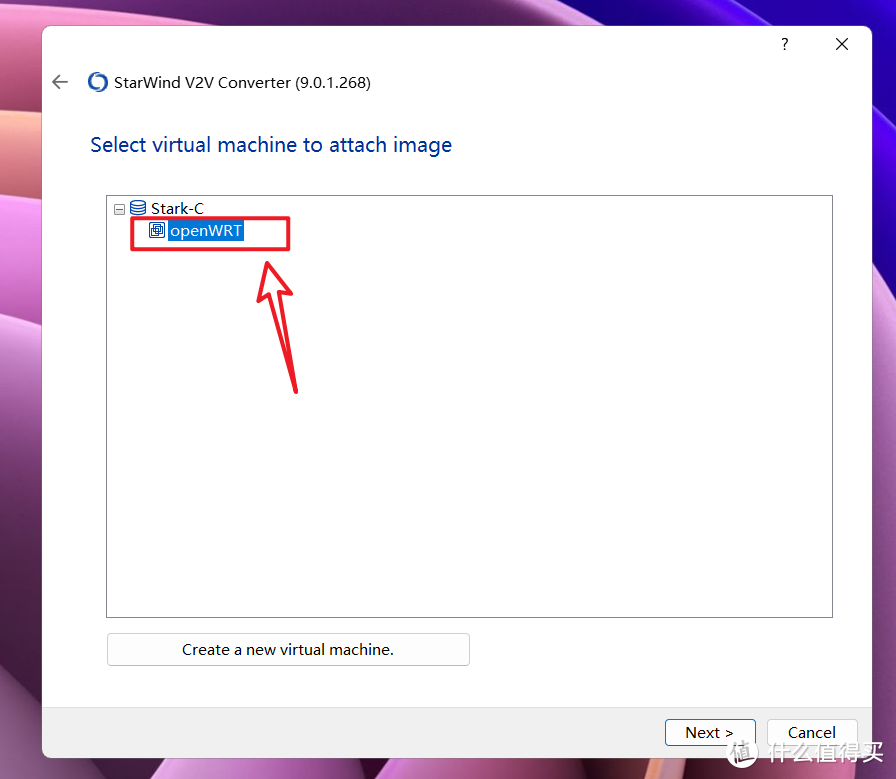 ?
StarWind V2V Converter (9.0.1.268)
Select virtual machine to attach image
Stark-C
openWRT
Create a new virtual machine.
Next >
Cancel
值 什么值得买